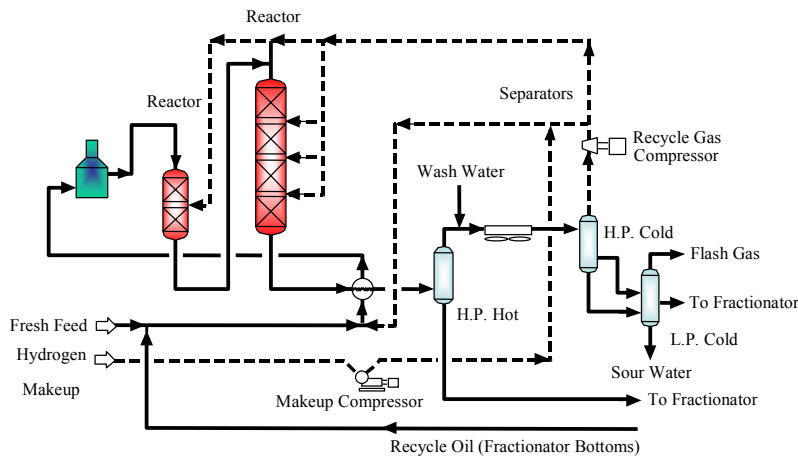 Reactor
Reactor
Separators
Recycle Gas
Compressor
Wash Water
H.P. Cold
Flash Gas
H.P. Hot
To Fractionator
Fresh Feed
L.P. Cold
Hydrogen
Makeup
Makeup Compressor
Sour Water
To Fractionator
Recycle Oil (Fractionator Bottoms)